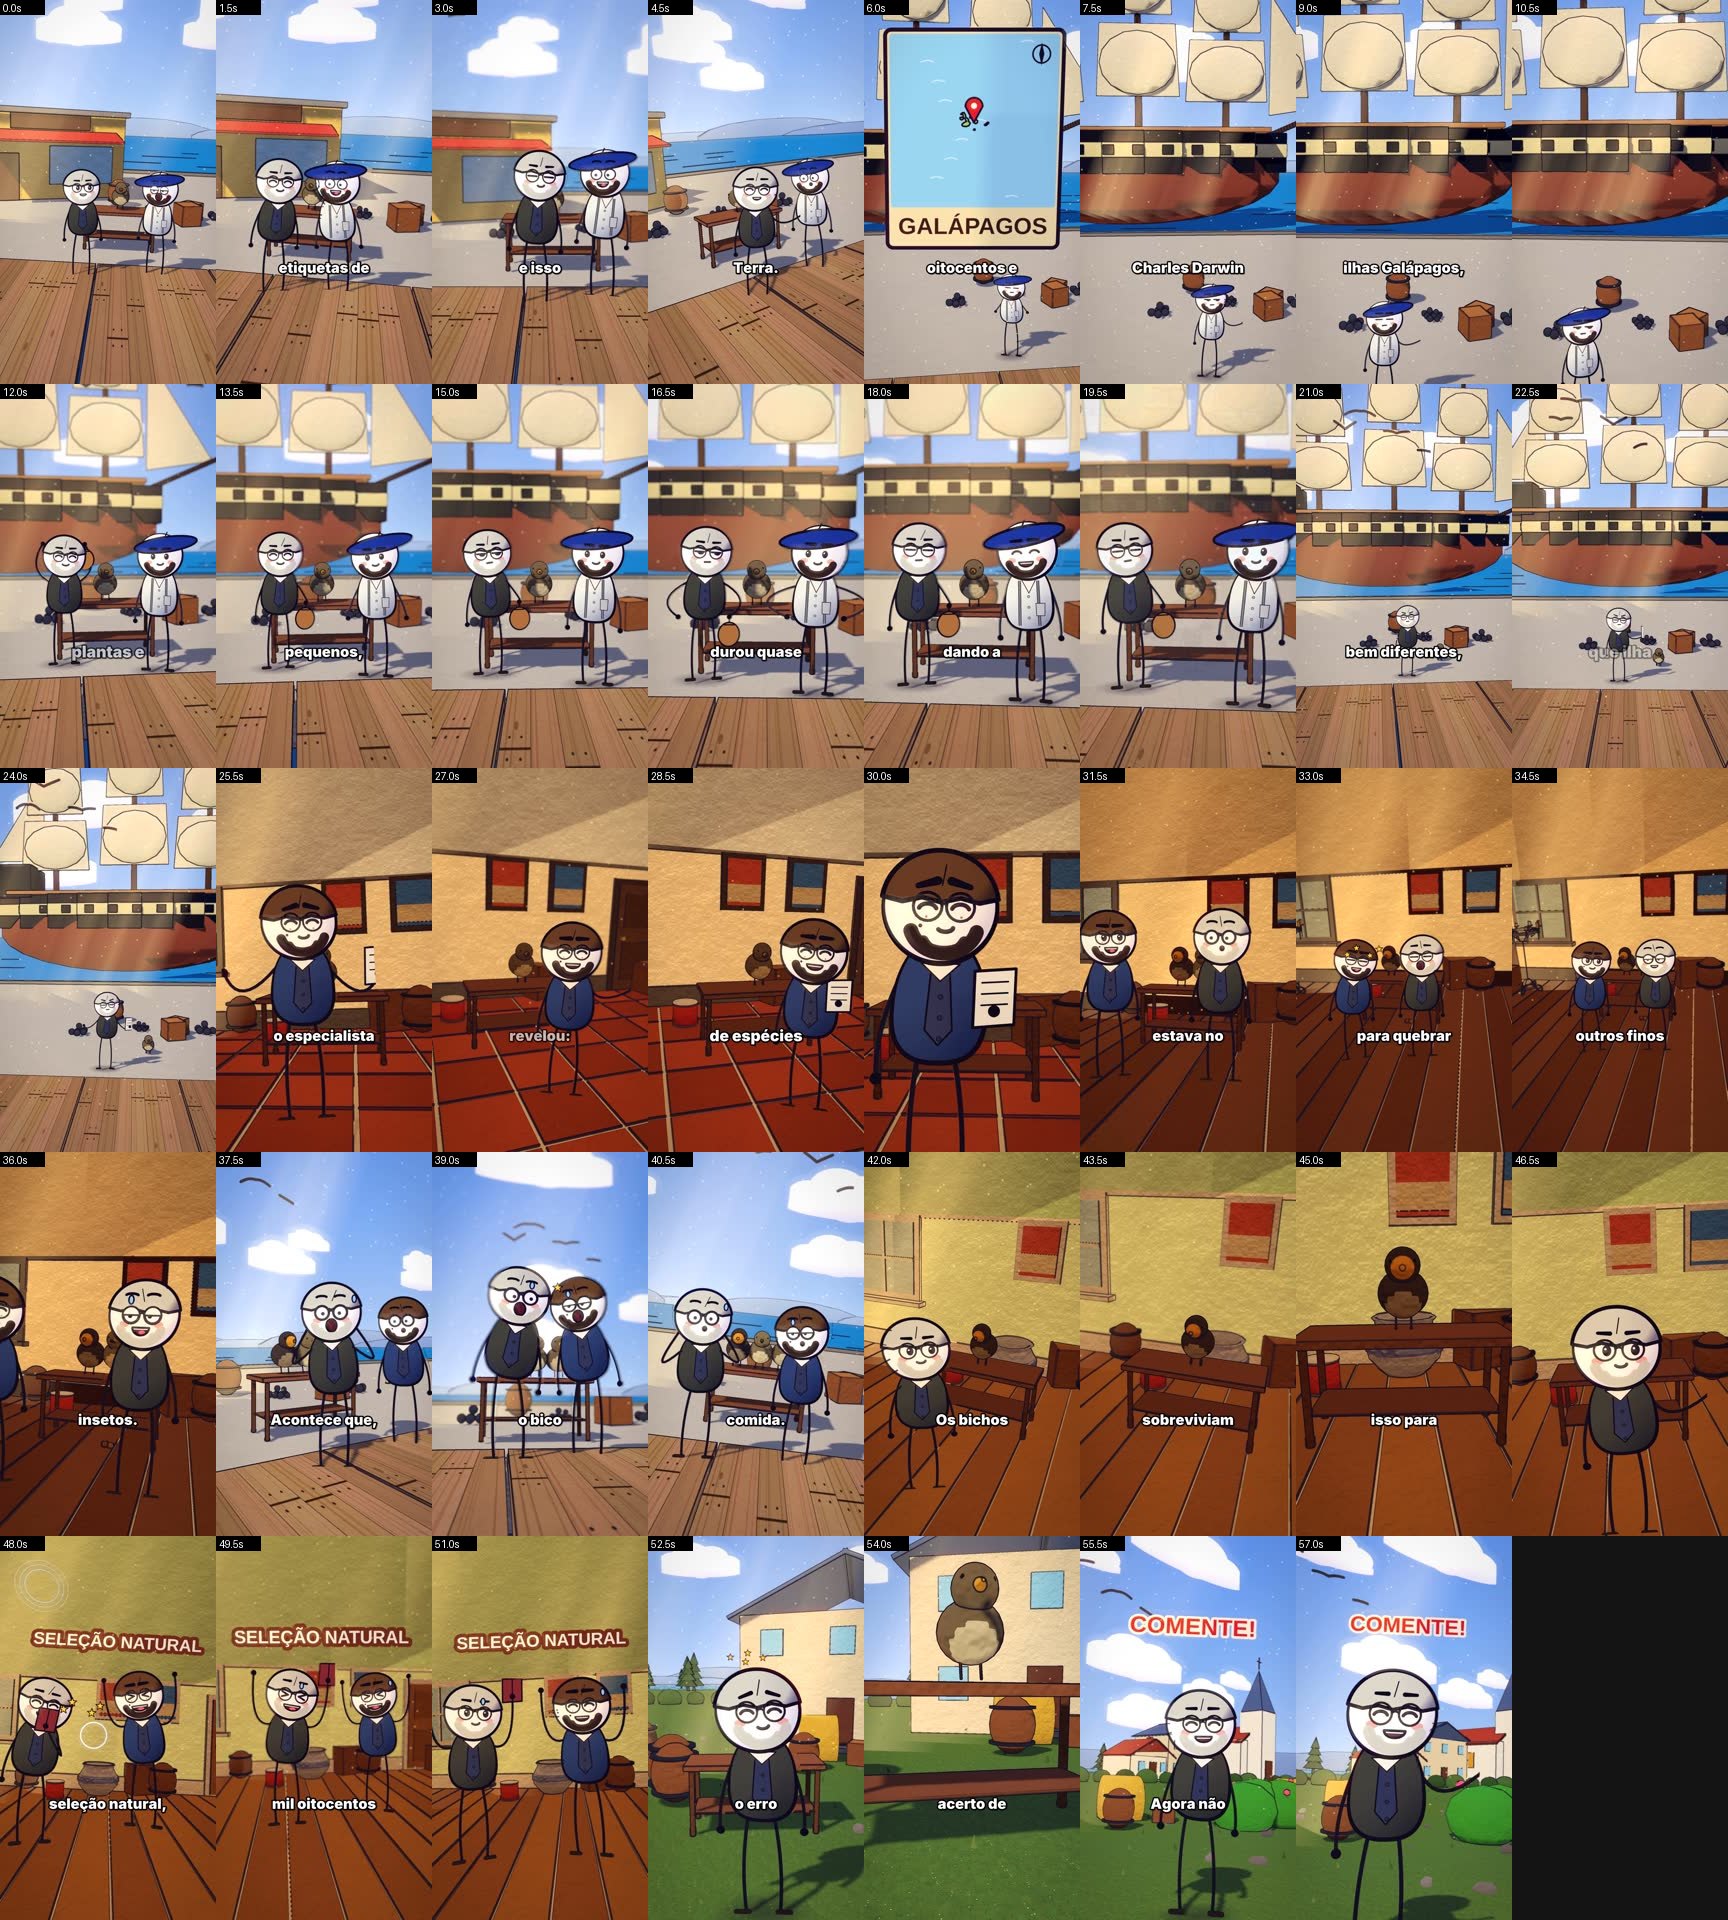 0.0s
1.5s
3.0s
4.5s
6.0s
7.5s
9.0s
10.5s
GALÁPAGOS
etiquetas de
e isso
Terra.
oitocentos e
Charles Darwin
ilhas Galápagos,
12.0s
13.5s
15.0s
16.5s
18.0s
19.5s
21.0s
22.5s
plantas e
pequenos,
durou quase
dando a
bem diferentes,
que ilha
24.0s
25.5s
27.0s
28.5s
30.0s
31.5s
33.0s
34.5s
o especialista
revelou:
de espécies
estava no
para quebrar
outros finos
36.0s
37.5s
39.0s
40.5s
42.0s
43.5s
45.0s
46.5s
insetos.
Acontece que,
o bico
comida.
Os bichos
sobreviviam
isso para
48.0s
49.5s
51.0s
52.5s
54.0s
55.5s
57.0s
SELEÇÃO NATURAL
SELEÇÃO NATURAL
SELEÇÃO NATURAL
COMENTE!
COMENTE!
seleção natural,
mil oitocentos
o erro
acerto de
Agora não